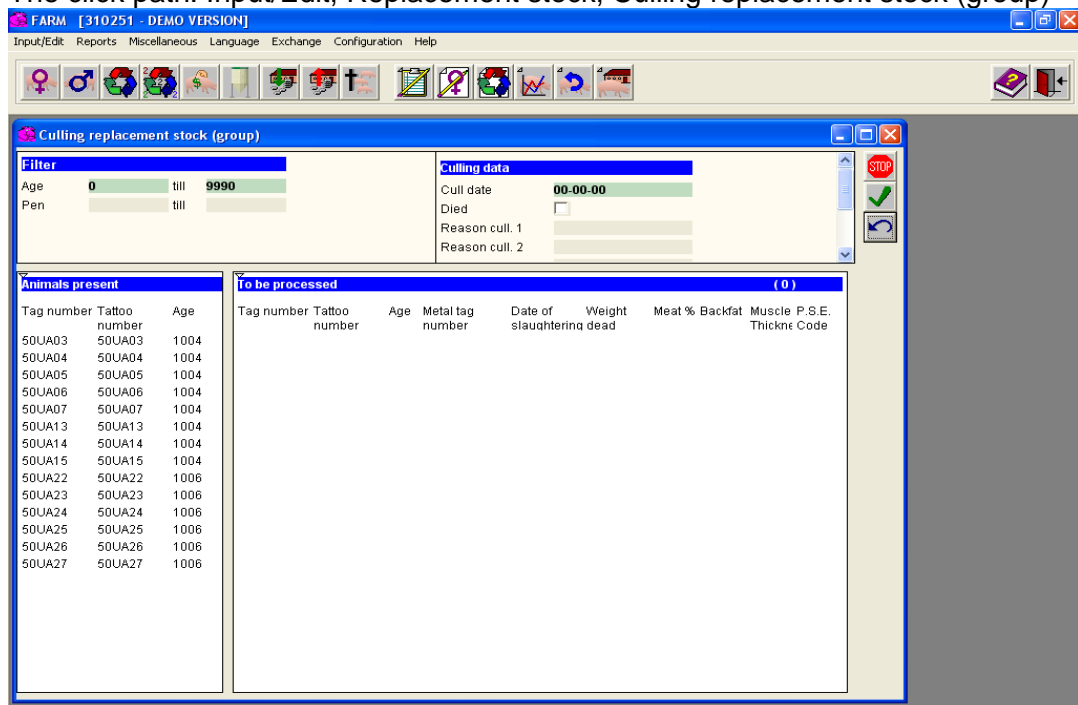 The click path: Input/Edit, Replacement stock, Culling replacement stock (group)
FARM [310251 - DEMO VERSION]
Input/Edit Reports Miscellaneous Language Exchange Configuration Help
Culling replacement stock (group)
Filter
Age 0 till 9990
Pen till
Culling data
Cull date 00-00-00
Died
Reason cull. 1
Reason cull. 2
STOP
Animals present
Tag number Tattoo number Age
50UA03 50UA03 1004
50UA04 50UA04 1004
50UA05 50UA05 1004
50UA06 50UA06 1004
50UA07 50UA07 1004
50UA13 50UA13 1004
50UA14 50UA14 1004
50UA15 50UA15 1004
50UA22 50UA22 1006
50UA23 50UA23 1006
50UA24 50UA24 1006
50UA25 50UA25 1006
50UA26 50UA26 1006
50UA27 50UA27 1006
To be processed (0)
Tag number Tattoo Age Metal tag Date of Weight Meat % Backfat Muscle P.S.E.
number number slaughtering dead Thickne Code